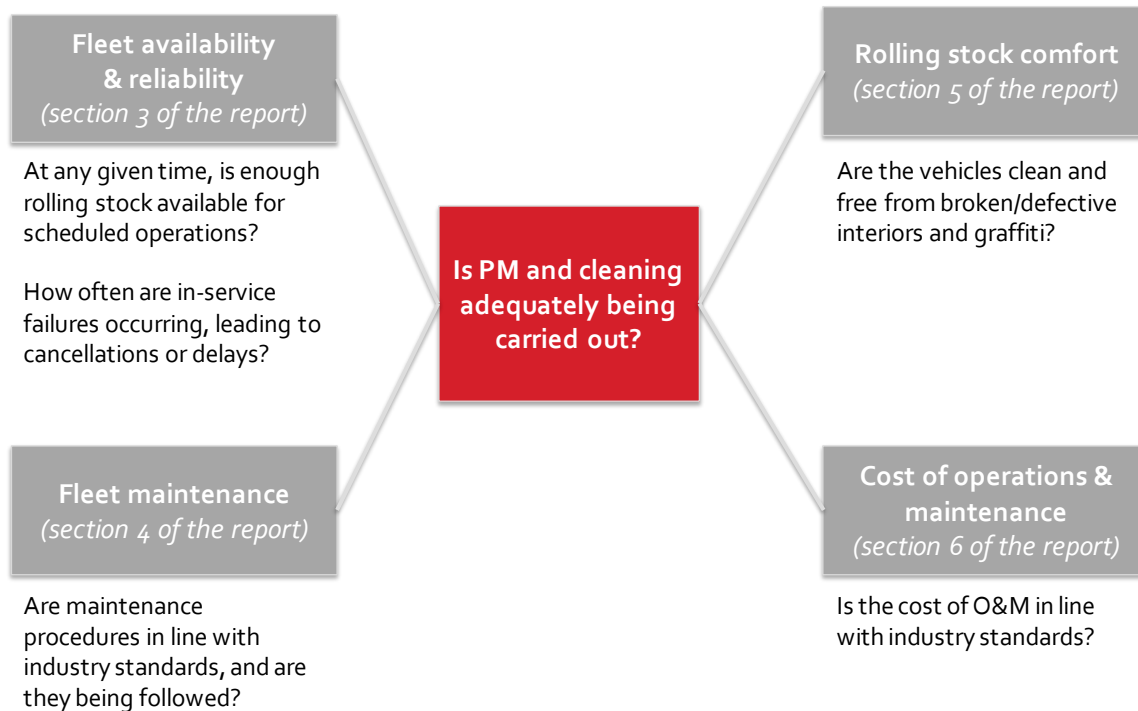 Fleet availability
& reliability
(section 3 of the report)
At any given time, is enough
rolling stock available for
scheduled operations?
How often are in-service
failures occurring, leading to
cancellations or delays?
Fleet maintenance
(section 4 of the report)
Are maintenance
procedures in line with
industry standards, and are
they being followed?
Is PM and cleaning
adequately being
carried out?
Rolling stock comfort
(section 5 of the report)
Are the vehicles clean and
free from broken/defective
interiors and graffiti?
Cost of operations &
maintenance
(section 6 of the report)
Is the cost of O&M in line
with industry standards?